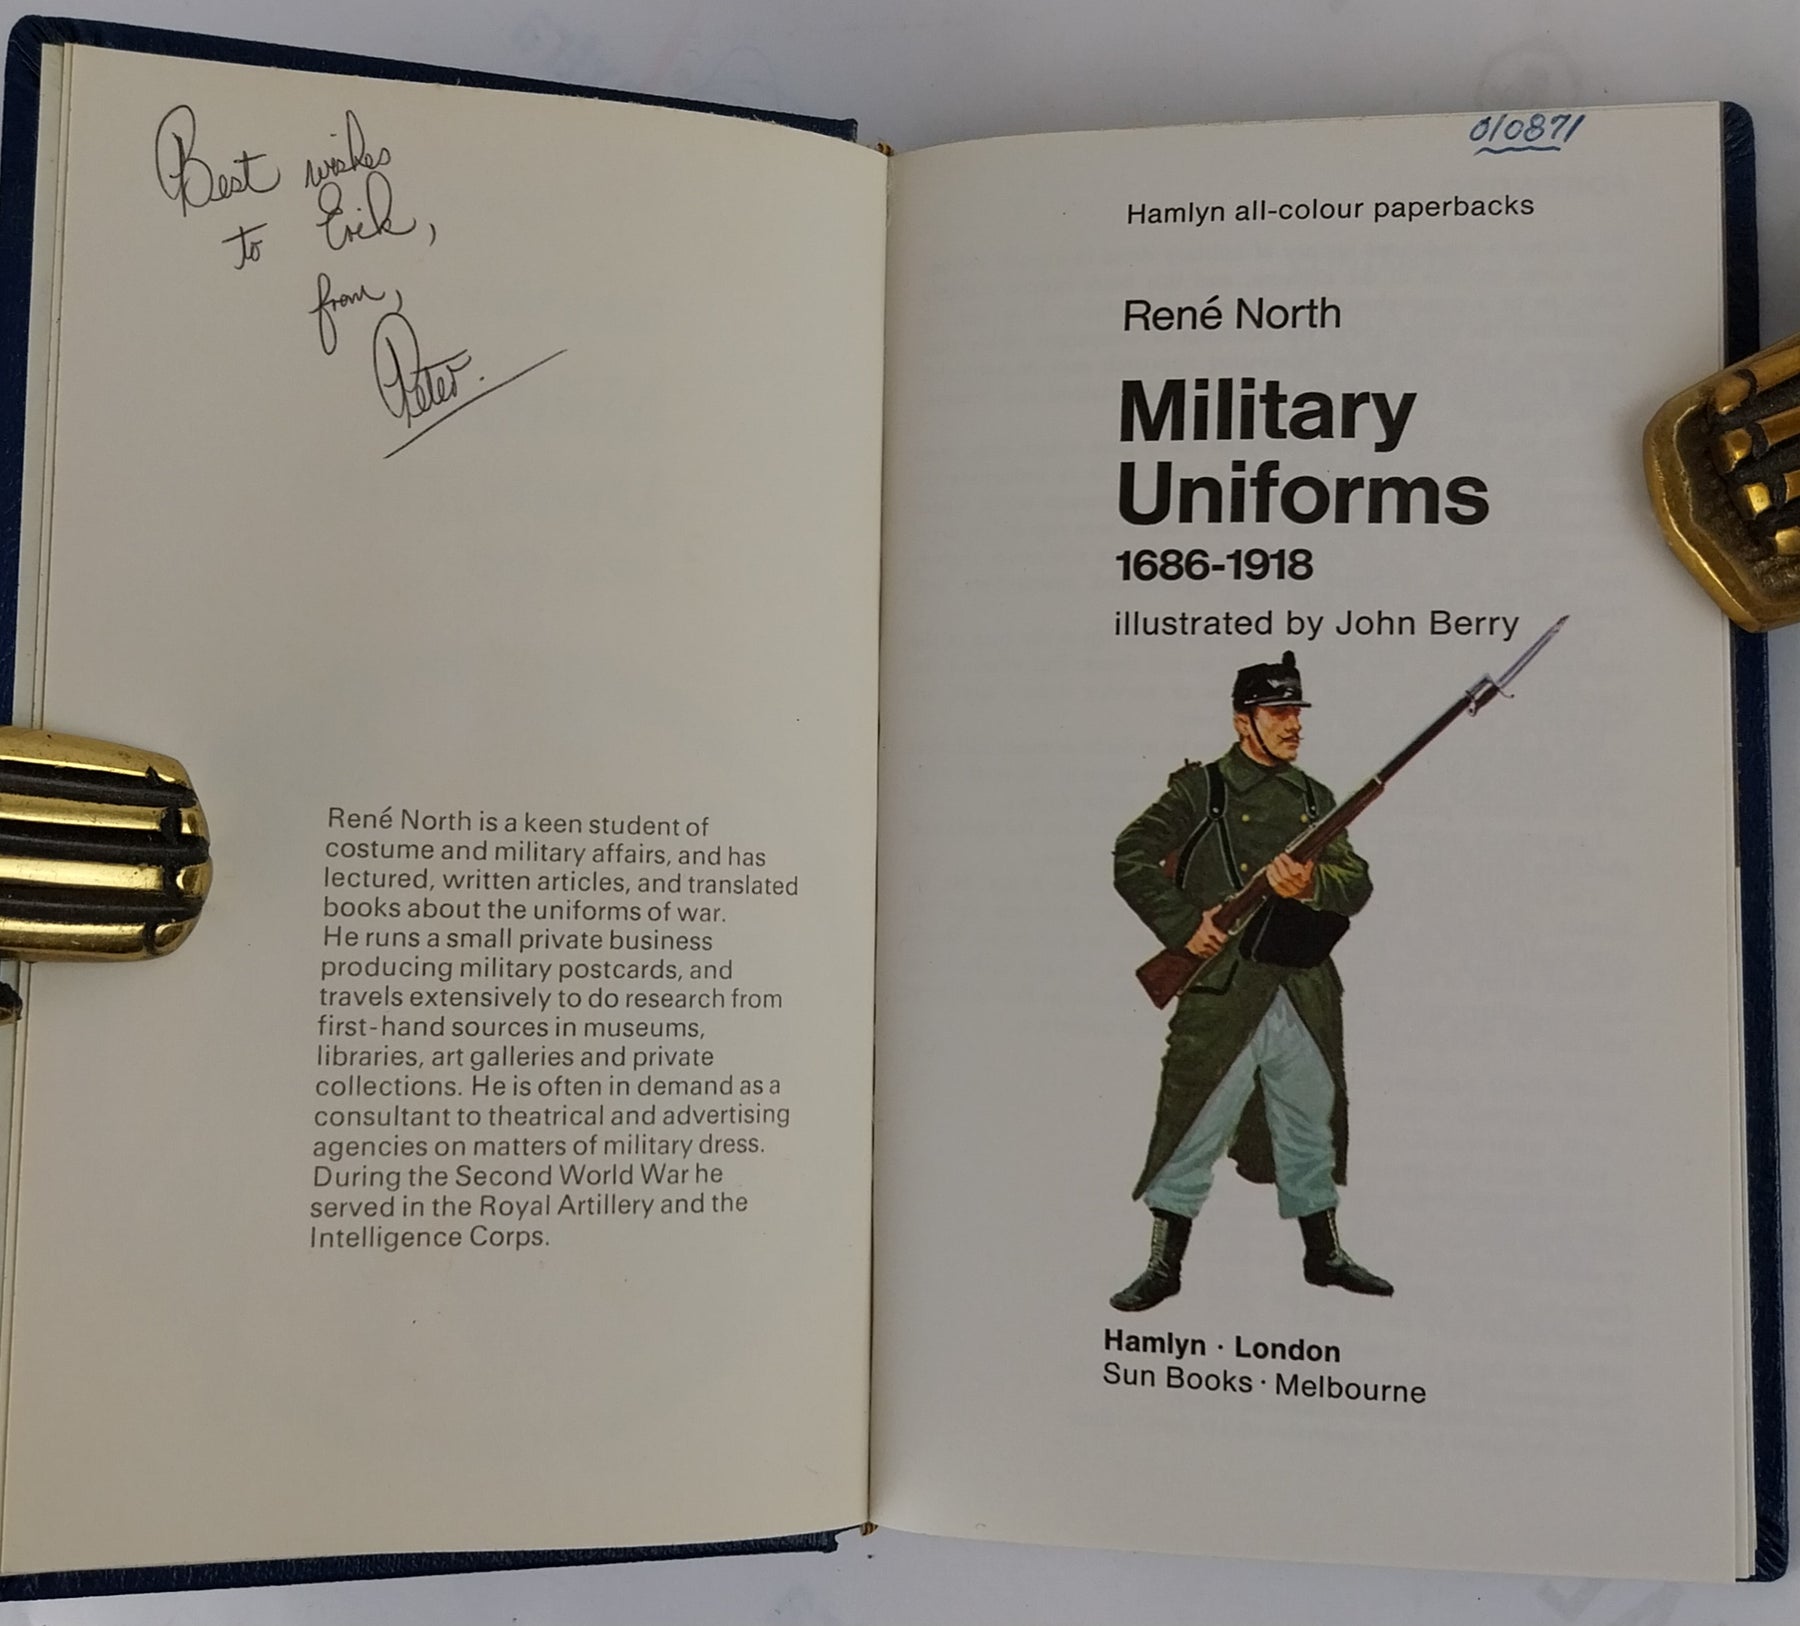 Best wishes
to Erik,
from,
Peter.
René North is a keen student of
costume and military affairs, and has
lectured, written articles, and translated
books about the uniforms of war.
He runs a small private business
producing military postcards, and
travels extensively to do research from
first-hand sources in museums,
libraries, art galleries and private
collections. He is often in demand as a
consultant to theatrical and advertising
agencies on matters of military dress.
During the Second World War he
served in the Royal Artillery and the
Intelligence Corps.
010871
Hamlyn all-colour paperbacks
René North
Military
Uniforms
1686-1918
illustrated by John Berry
Hamlyn · London
Sun Books · Melbourne